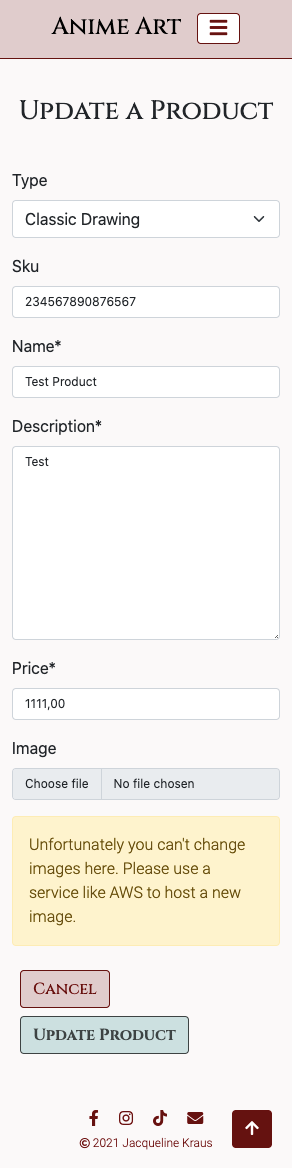 Anime Art
Update a Product
Type
Classic Drawing
Sku
234567890876567
Name*
Test Product
Description*
Test
Price*
1111,00
Image
Choose file No file chosen
Unfortunately you can't change
images here. Please use a
service like AWS to host a new
image.
Cancel
Update Product
© 2021 Jacqueline Kraus